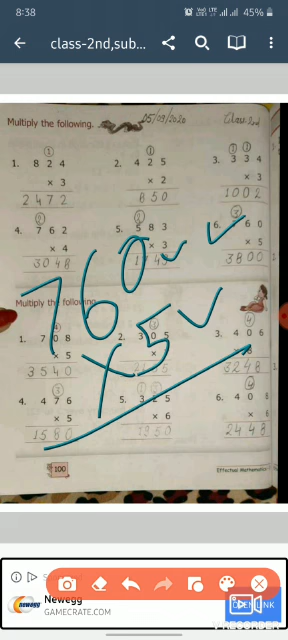 8:38
45%
class-2nd,sub...
Multiply the following.
05/09/2020
Class. 2nd
1. 8 2 4
× 3
2 4 7 2
2. 4 2 5
× 2
8 5 0
3. 3 3 4
× 3
1 0 0 2
4. 7 6 2
× 4
3 0 4 8
5. 5 8 3
× 3
6. 6 0
× 5
3 8 0 0
760
× 5
Multiply the following.
1. 7 0 8
× 5
3 5 4 0
2. 3 0 5
×
3. 4 0 6
3 2 4 8
4. 4 7 6
× 5
5. 3 2 5
× 6
1 9 5 0
6. 4 0 8
× 6
2 4 4 8
100
Effectual Mathematics
Newegg
GAMECRATE.COM
newegg
OPEN LINK
V RECORDER